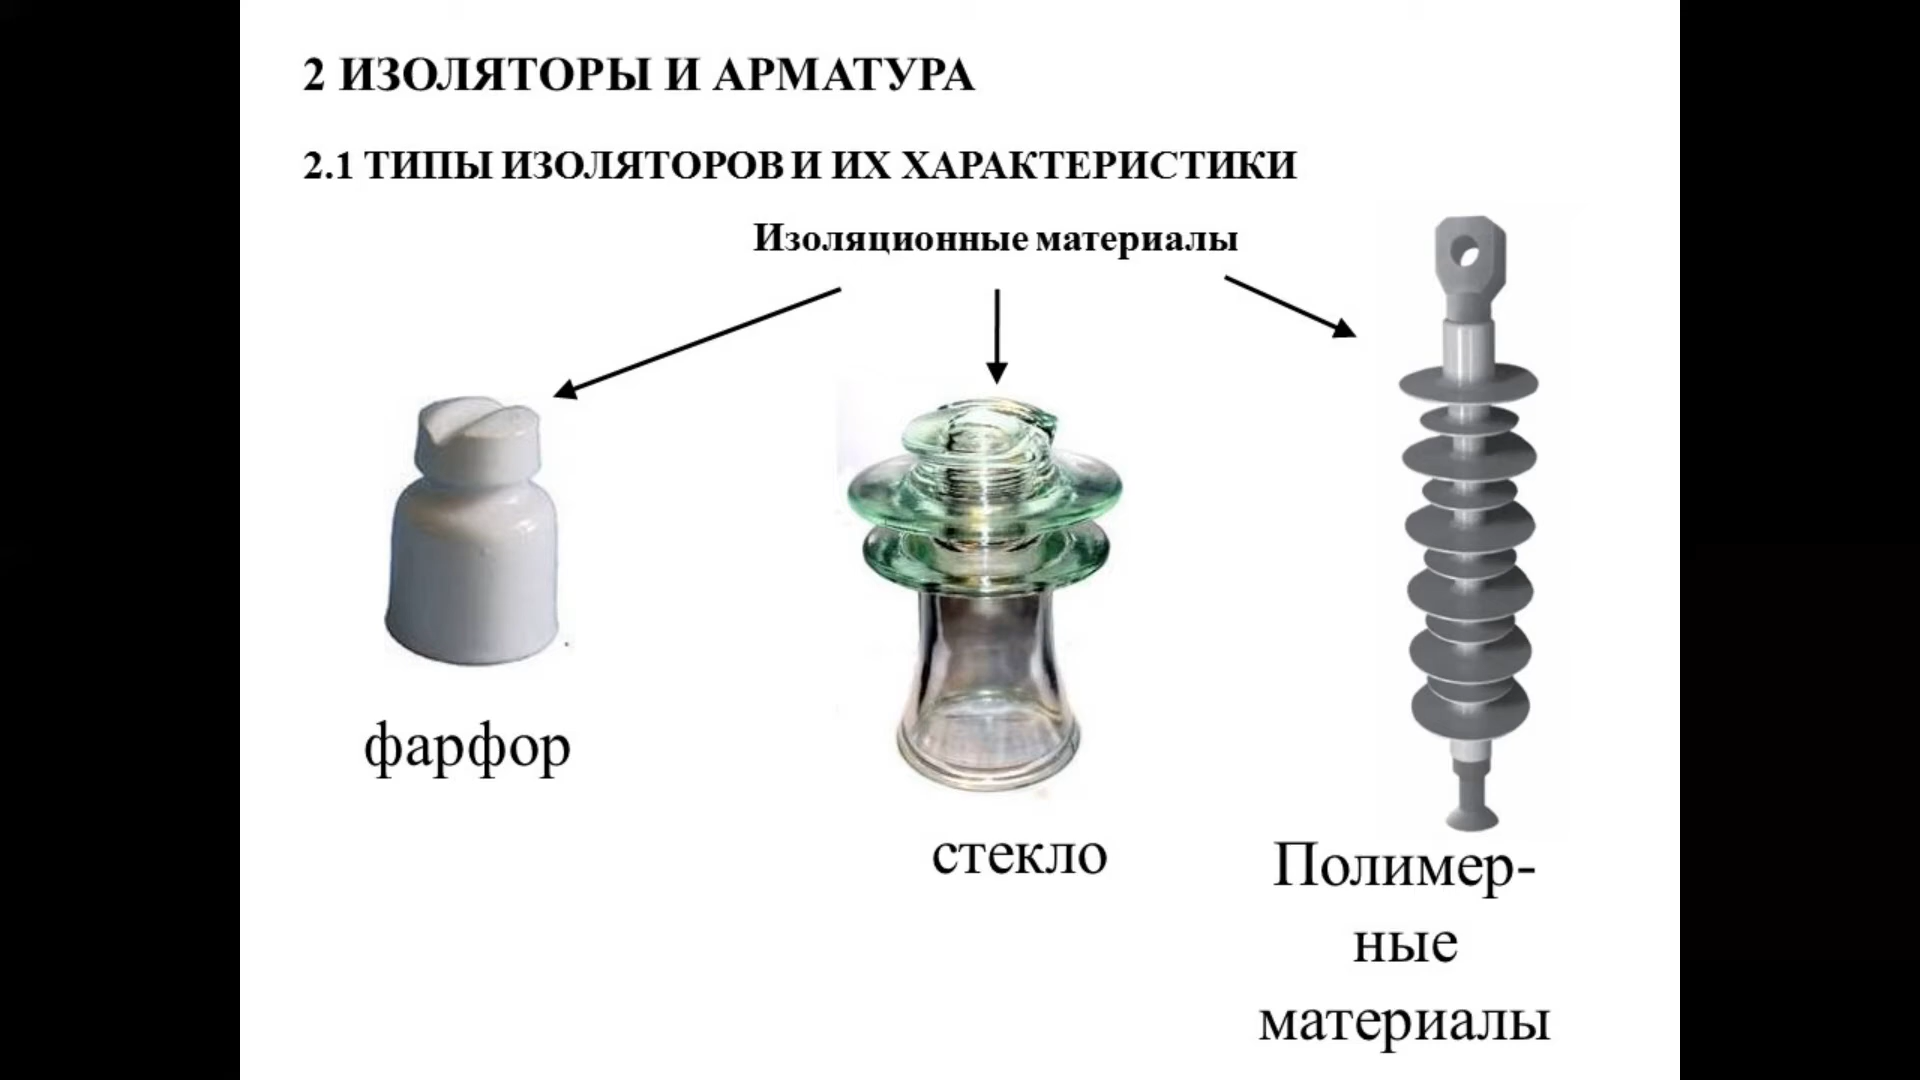 2 ИЗОЛЯТОРЫ И АРМАТУРА
2.1 ТИПЫ ИЗОЛЯТОРОВ И ИХ ХАРАКТЕРИСТИКИ
Изоляционные материалы
фарфор
стекло
Полимер-
ные
материалы